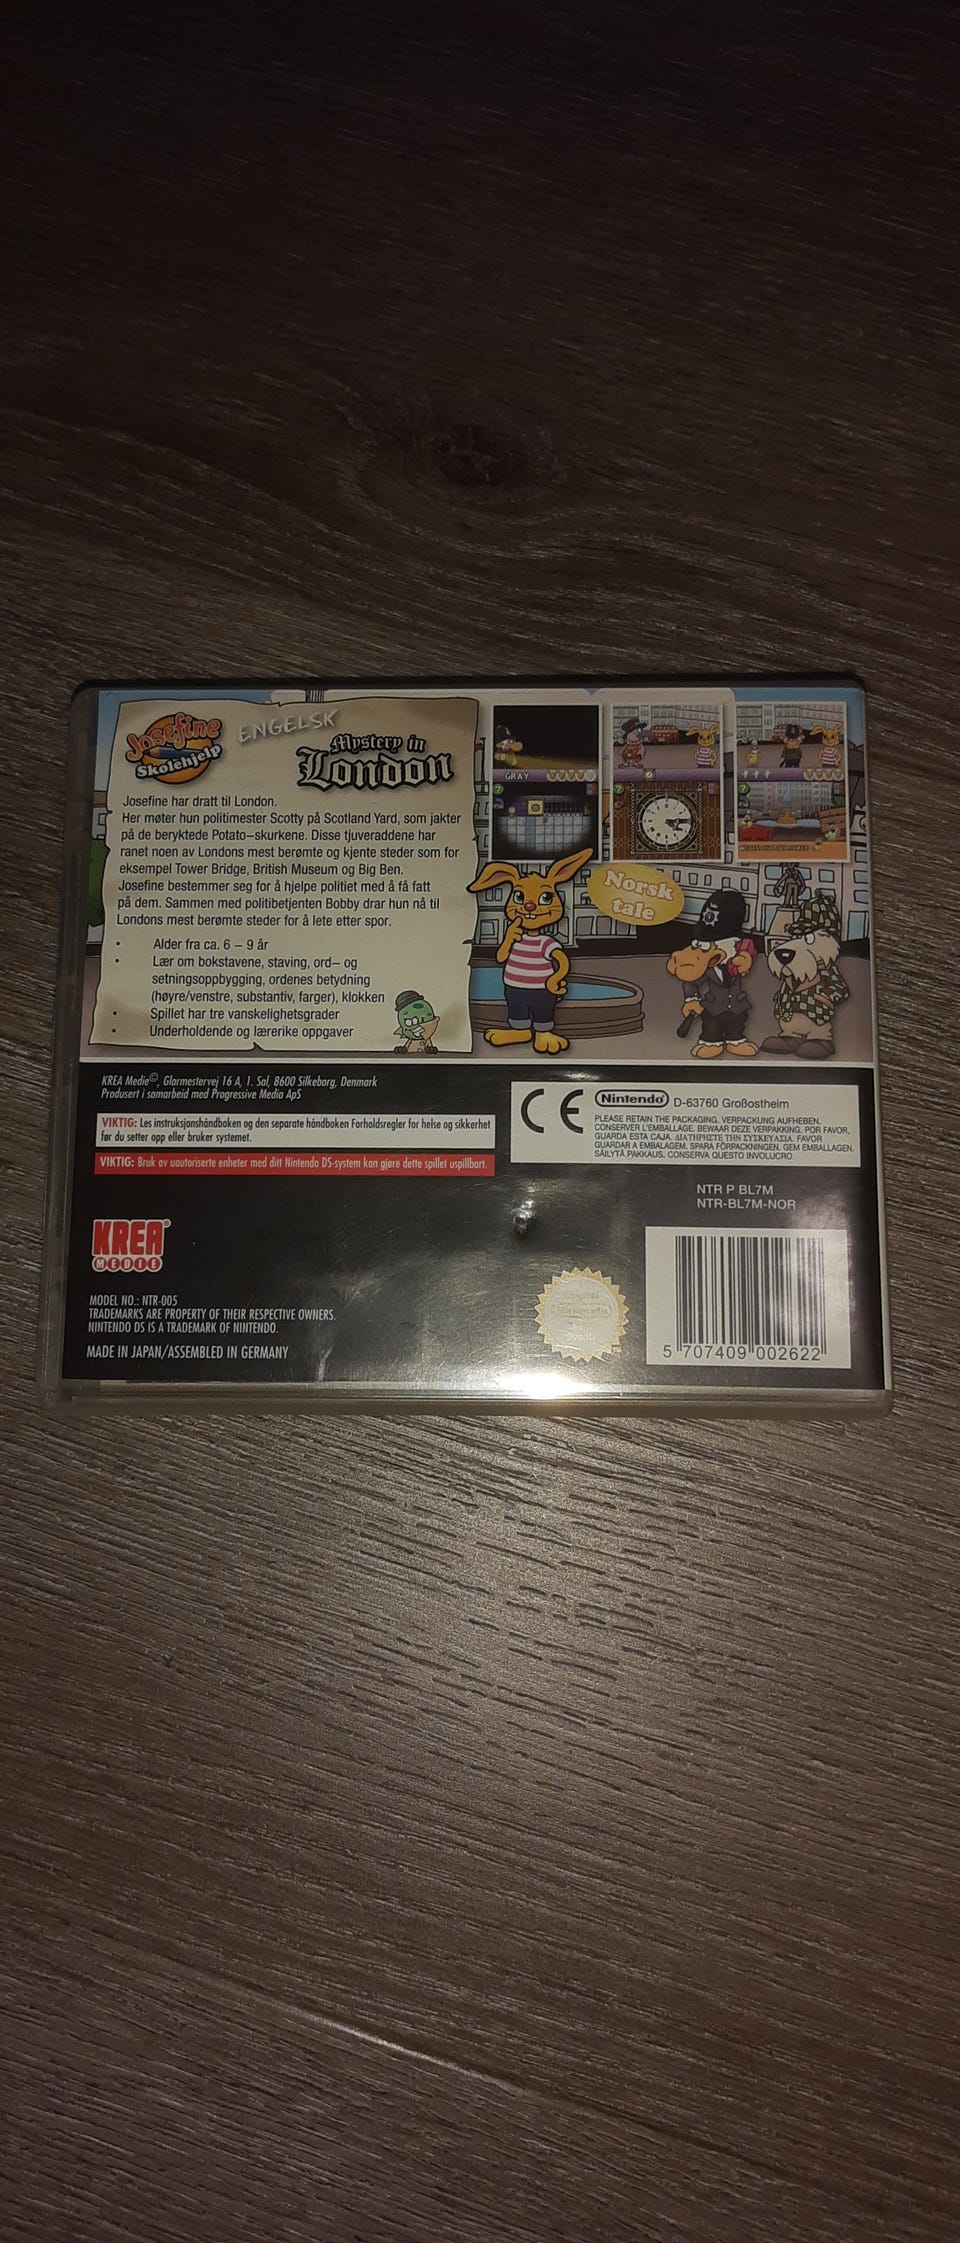 Josefine
Skolehjelp
ENGELSK
Mystery in
London
Josefine har dratt til London.
Her møter hun politimester Scotty på Scotland Yard, som jakter
på de beryktede Potato–skurkene. Disse tjuveraddene har
ranet noen av Londons mest berømte og kjente steder som for
eksempel Tower Bridge, British Museum og Big Ben.
Josefine bestemmer seg for å hjelpe politiet med å få fatt
på dem. Sammen med politibetjenten Bobby drar hun nå til
Londons mest berømte steder for å lete etter spor.
• Alder fra ca. 6 – 9 år
• Lær om bokstavene, staving, ord– og
setningsoppbygging, ordenes betydning
(høyre/venstre, substantiv, farger), klokken
• Spillet har tre vanskelighetsgrader
• Underholdende og lærerike oppgaver
GRAY
Norsk
tale
KREA Medie©, Glarmestervej 16 A, 1. Sal, 8600 Silkeborg, Denmark
Produsert i samarbeid med Progressive Media ApS
VIKTIG: Les instruksjonshåndboken og den separate håndboken Forholdsregler for helse og sikkerhet
før du setter opp eller bruker systemet.
VIKTIG: Bruk av uautoriserte enheter med ditt Nintendo DS-system kan gjøre dette spillet uspillbart.
CE
Nintendo
D-63760 Großostheim
PLEASE RETAIN THE PACKAGING. VERPACKUNG AUFHEBEN.
CONSERVER L'EMBALLAGE. BEWAAR DEZE VERPAKKING. POR FAVOR,
GUARDA ESTA CAJA. ΔΙΑΤΗΡΗΣΤΕ ΤΗΝ ΣΥΣΚΕΥΑΣΙΑ. FAVOR
GUARDAR A EMBALAGEM. SPARA FÖRPACKNINGEN. GEM EMBALLAGEN.
SÄILYTÄ PAKKAUS. CONSERVA QUESTO INVOLUCRO.
NTR P BL7M
NTR-BL7M-NOR
KREA®
MEDIE
MODEL NO.: NTR-005
TRADEMARKS ARE PROPERTY OF THEIR RESPECTIVE OWNERS.
NINTENDO DS IS A TRADEMARK OF NINTENDO.
MADE IN JAPAN/ASSEMBLED IN GERMANY
Original
Nintendo
Quality
5 707409 002622